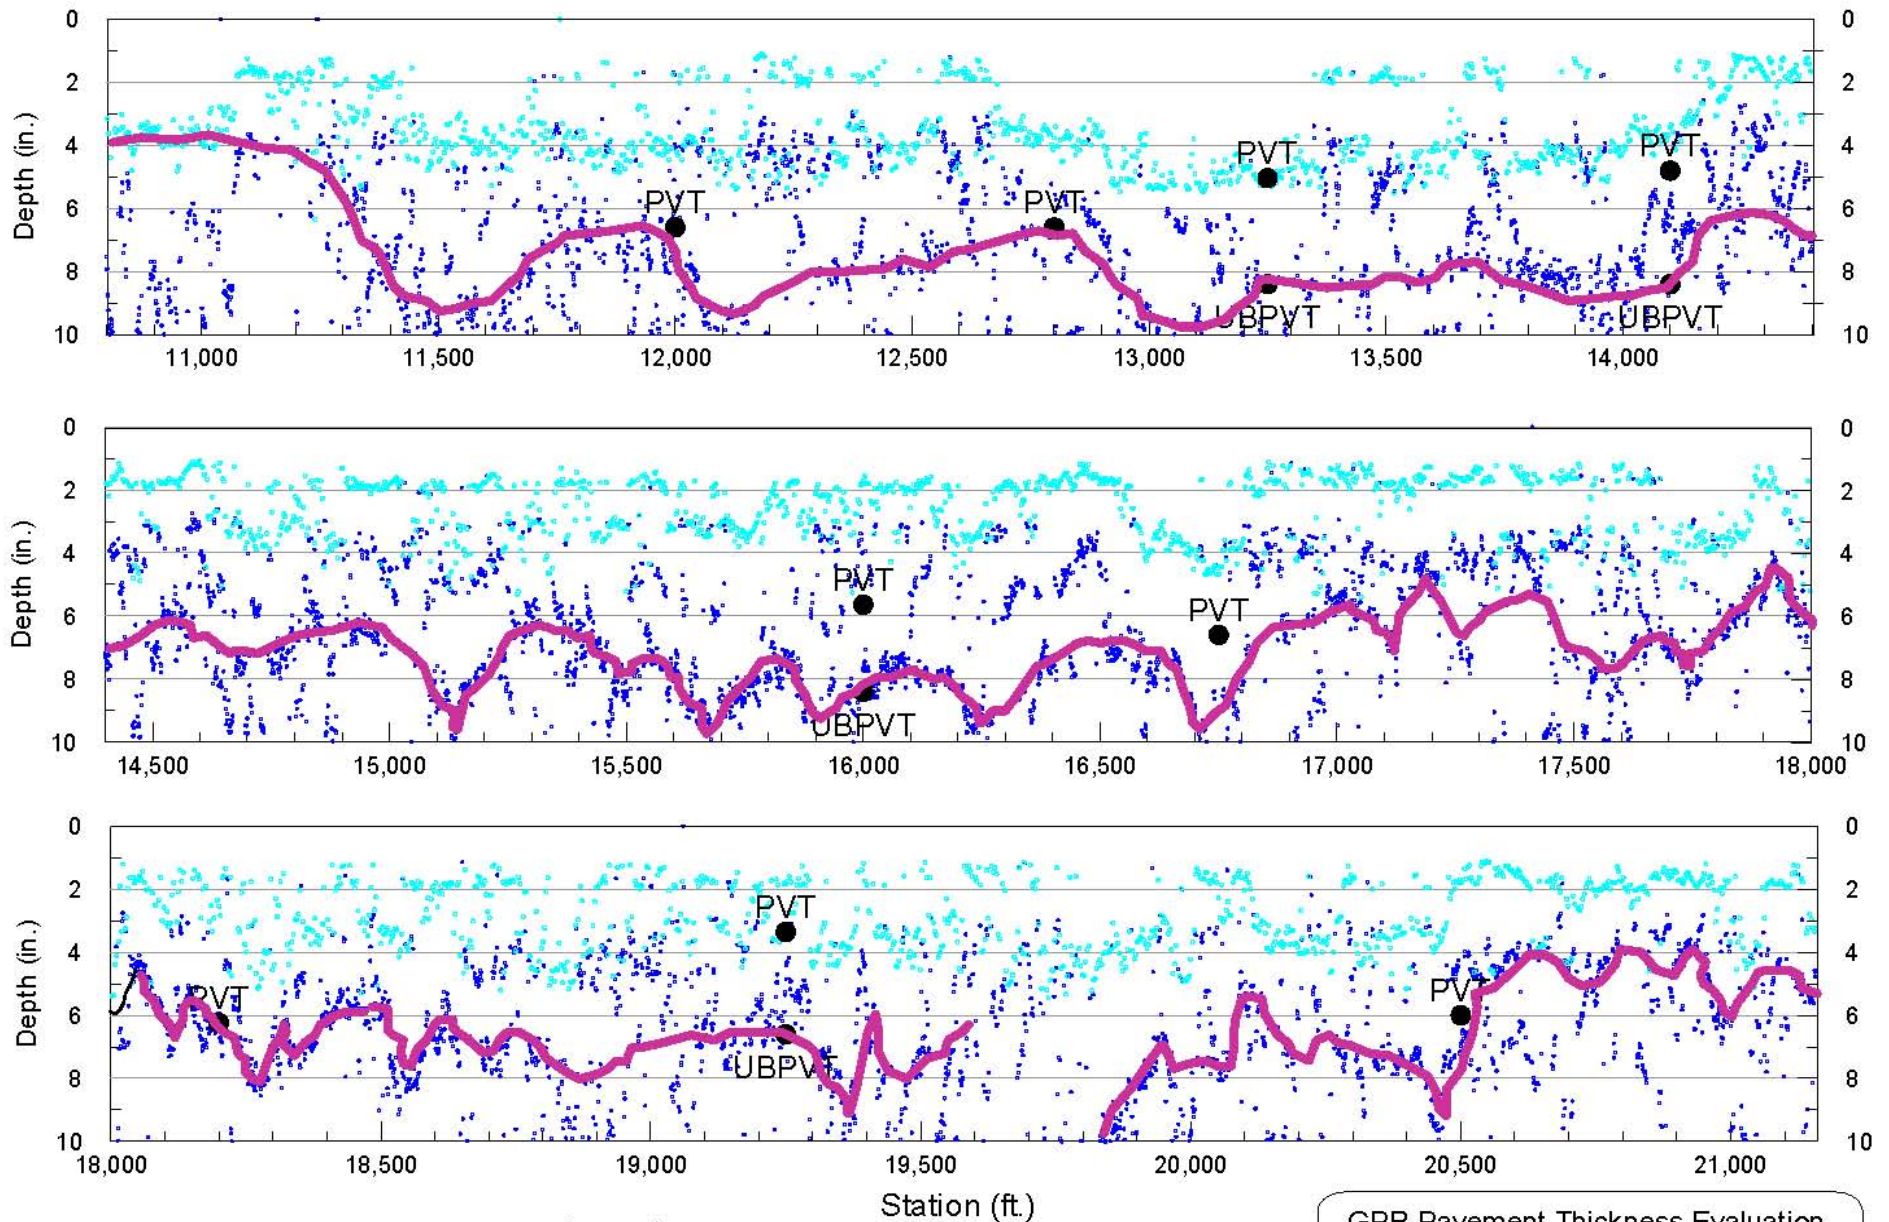 0 0
2 2
4 4
6 6
8 8
10 10
Depth (in.)
PVT PVT PVT PVT
UBPVT UBPVT
11,000 11,500 12,000 12,500 13,000 13,500 14,000
0 0
2 2
4 4
6 6
8 8
10 10
Depth (in.)
PVT PVT
UBPVT
14,500 15,000 15,500 16,000 16,500 17,000 17,500 18,000
0 0
2 2
4 4
6 6
8 8
10 10
Depth (in.)
PVT PVT PVT
UBPVT
18,000 18,500 19,000 19,500 20,000 20,500 21,000
Station (ft.)
GPR Pavement Thickness Evaluation